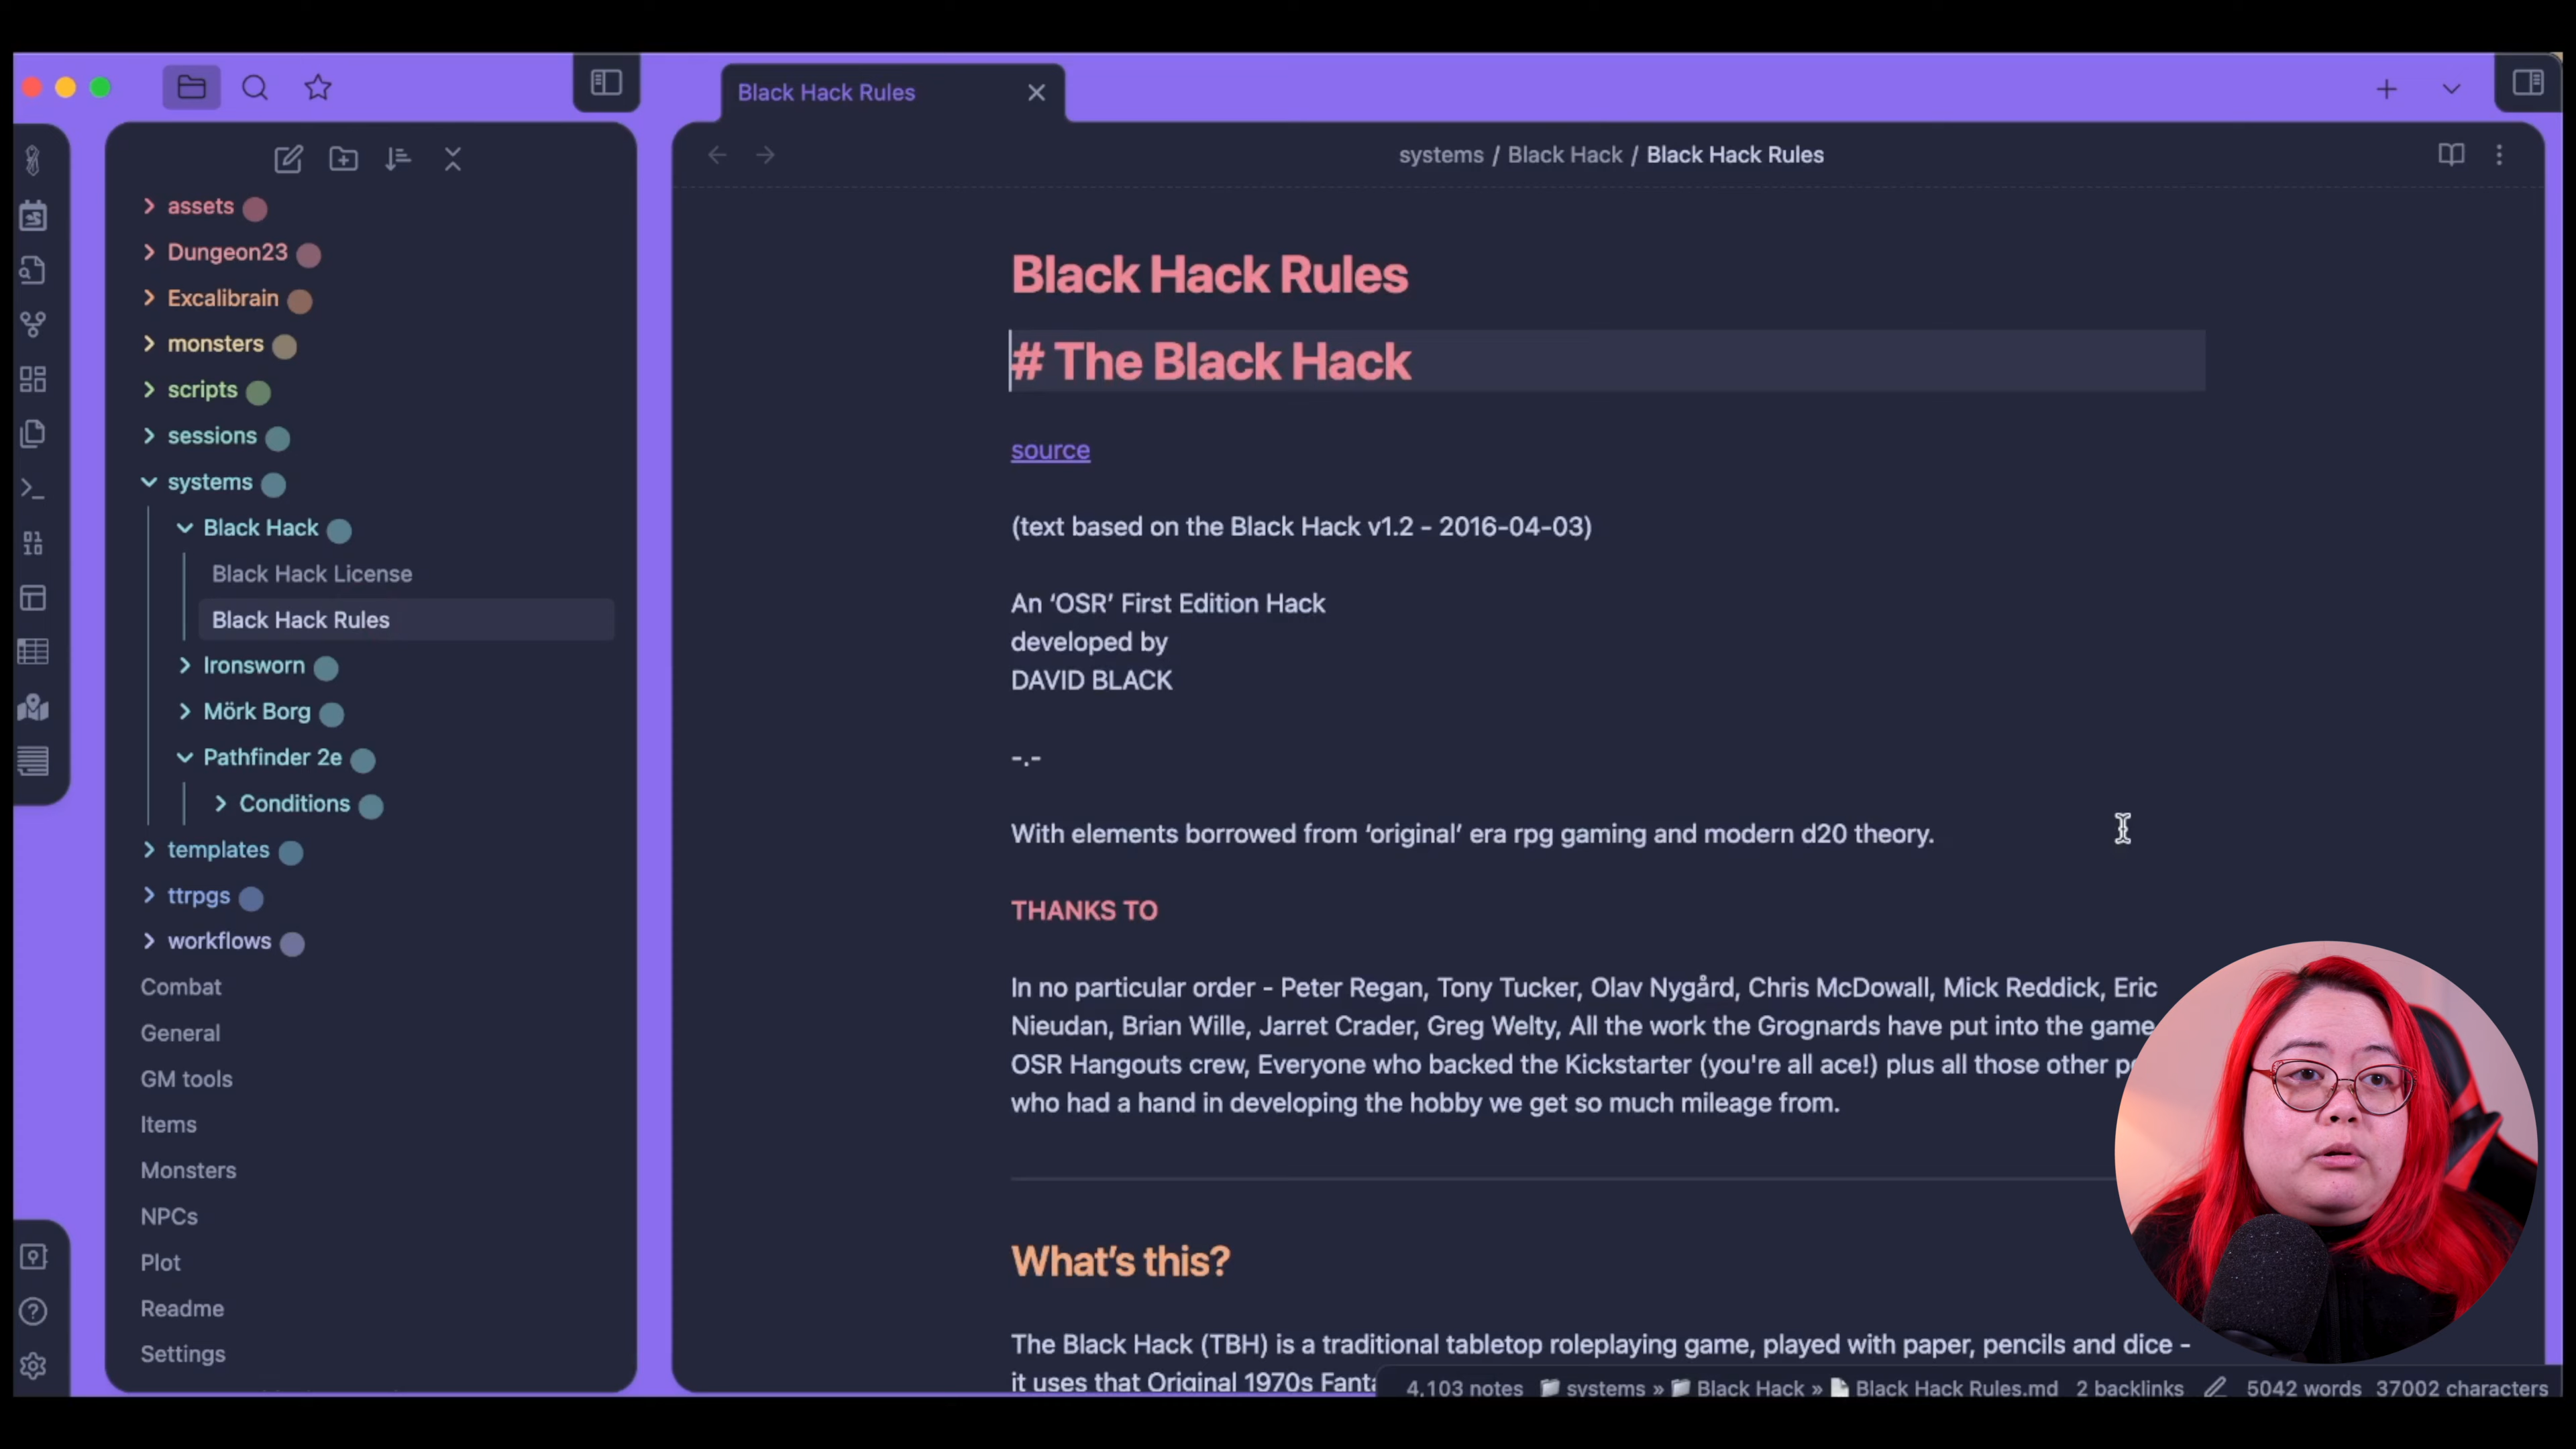 Black Hack Rules
systems / Black Hack / Black Hack Rules
assets
Dungeon23
Excalibrain
monsters
scripts
sessions
systems
Black Hack
Black Hack License
Black Hack Rules
Ironsworn
Mörk Borg
Pathfinder 2e
Conditions
templates
ttrpgs
workflows
Combat
General
GM tools
Items
Monsters
NPCs
Plot
Readme
Settings
Black Hack Rules
# The Black Hack
source
(text based on the Black Hack v1.2 - 2016-04-03)
An ‘OSR’ First Edition Hack
developed by
DAVID BLACK
-.-
With elements borrowed from ‘original’ era rpg gaming and modern d20 theory.
THANKS TO
In no particular order - Peter Regan, Tony Tucker, Olav Nygård, Chris McDowall, Mick Reddick, Eric
Nieudan, Brian Wille, Jarret Crader, Greg Welty, All the work the Grognards have put into the game
OSR Hangouts crew, Everyone who backed the Kickstarter (you're all ace!) plus all those other
who had a hand in developing the hobby we get so much mileage from.
What’s this?
The Black Hack (TBH) is a traditional tabletop roleplaying game, played with paper, pencils and dice -
it uses that Original 1970s
4,103 notes systems » Black Hack » Black Hack Rules.md 2 backlinks 5042 words 37002 characters